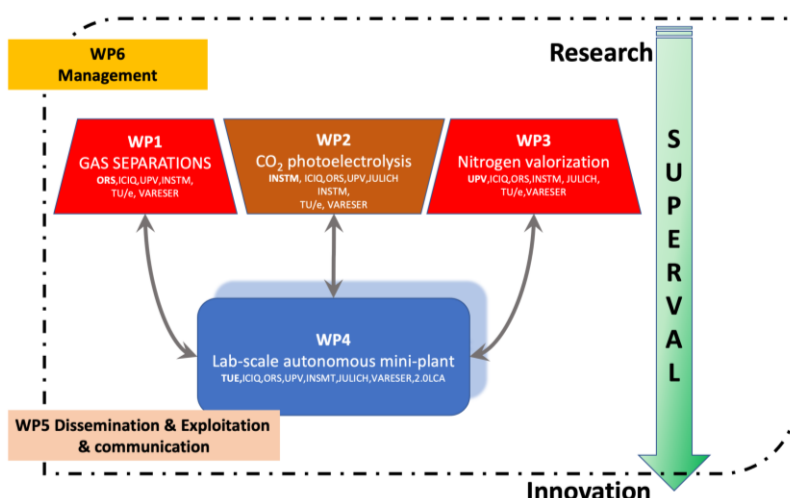 WP6
Management
Research
WP1
GAS SEPARATIONS
ORS,ICIQ,UPV,INSTM,
TU/e, VARESER
WP2
CO₂ photoelectrolysis
INSTM, ICIQ,ORS,UPV,JULICH
INSTM,
TU/e, VARESER
WP3
Nitrogen valorization
UPV,ICIQ,ORS,INSTM, JULICH,
TU/e,VARESER
SUPERVAL
WP4
Lab-scale autonomous mini-plant
TUE,ICIQ,ORS,UPV,INSMT,JULICH,VARESER,2.0LCA
WP5 Dissemination & Exploitation
& communication
Innovation